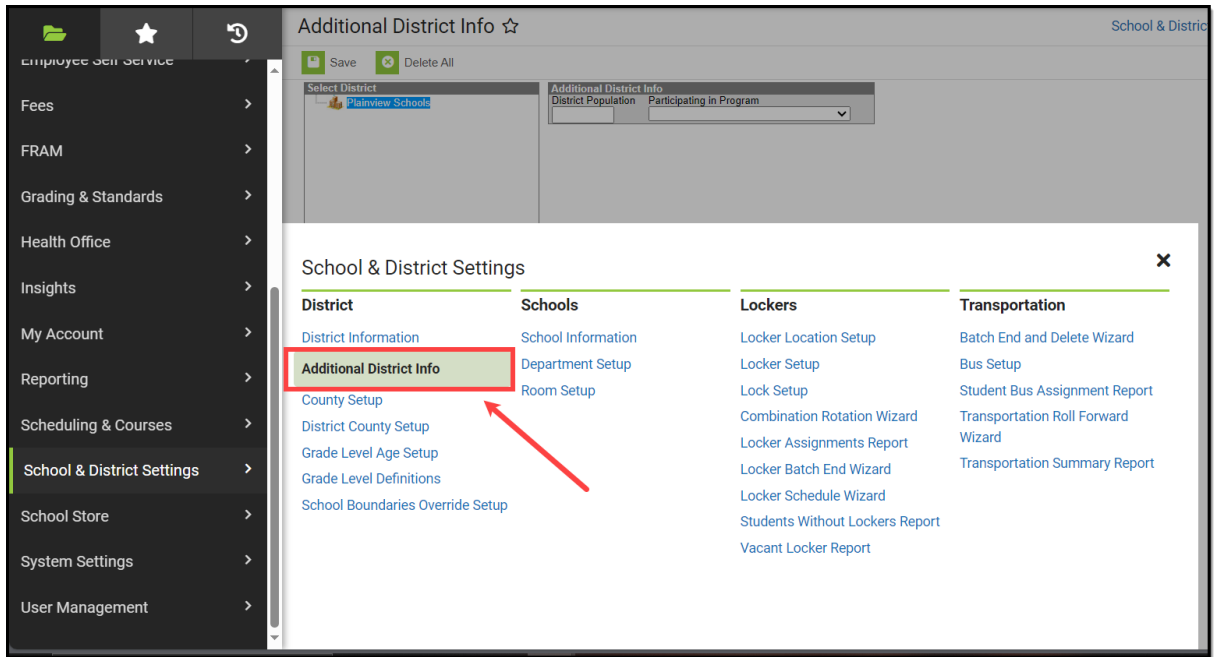 Additional District Info
School & Distric
Save
Delete All
Select District
Plainview Schools
Additional District Info
District Population
Participating in Program
Employee Self Service
Fees
FRAM
Grading & Standards
Health Office
Insights
My Account
Reporting
Scheduling & Courses
School & District Settings
School Store
System Settings
User Management
School & District Settings
District
District Information
Additional District Info
County Setup
District County Setup
Grade Level Age Setup
Grade Level Definitions
School Boundaries Override Setup
Schools
School Information
Department Setup
Room Setup
Lockers
Locker Location Setup
Locker Setup
Lock Setup
Combination Rotation Wizard
Locker Assignments Report
Locker Batch End Wizard
Locker Schedule Wizard
Students Without Lockers Report
Vacant Locker Report
Transportation
Batch End and Delete Wizard
Bus Setup
Student Bus Assignment Report
Transportation Roll Forward
Wizard
Transportation Summary Report